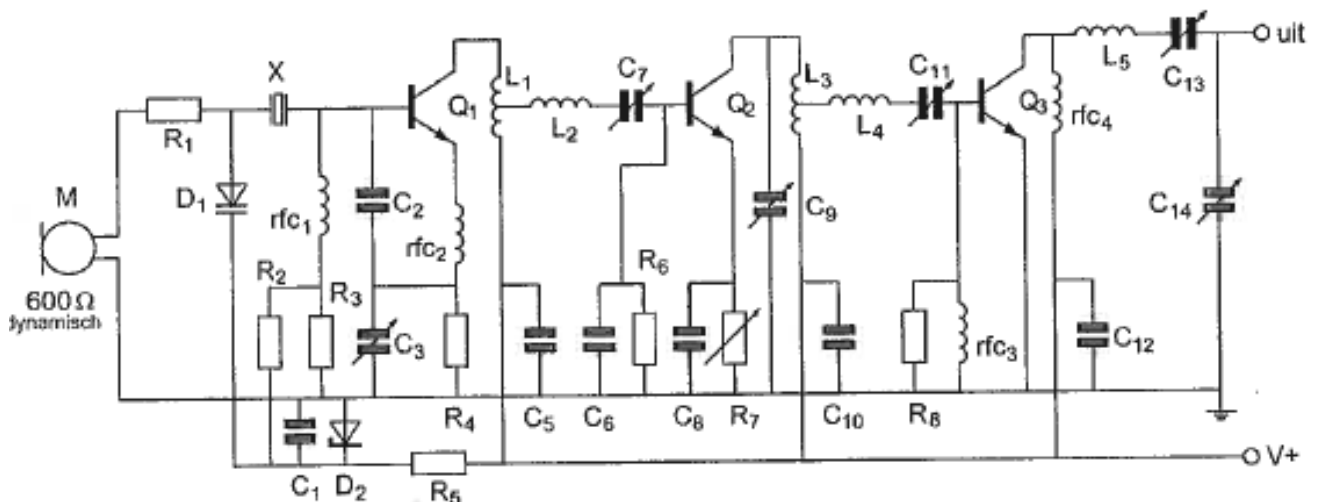 uit
L5
C13
X
L1
C7
L3
C11
Q1
L2
Q2
L4
Q3
rfc4
R1
M
D1
rfc1
C2
rfc2
C9
C14
600 Ω
dynamisch
R2
R3
R6
C3
rfc3
C12
R4
C5
C6
C8
R7
C10
R8
C1
D2
R5
V+